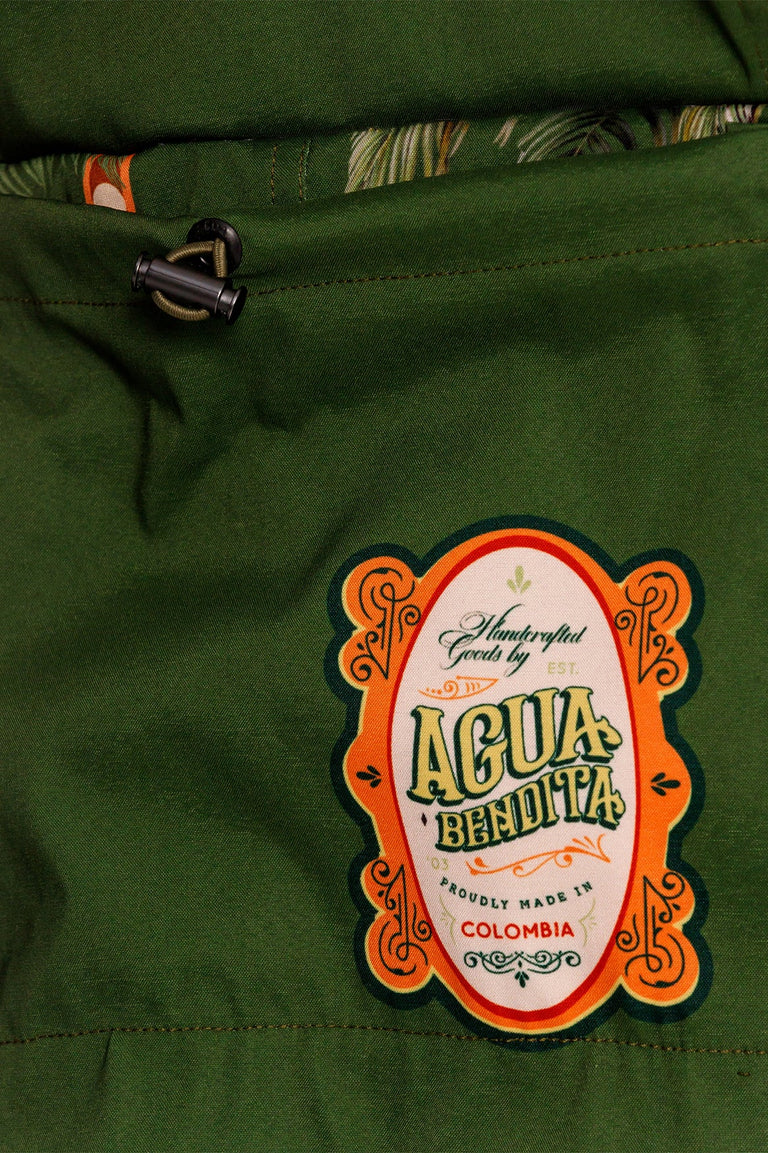 Handcrafted
Goods by
EST.
AGUA
BENDITA
'03
PROUDLY MADE IN
COLOMBIA